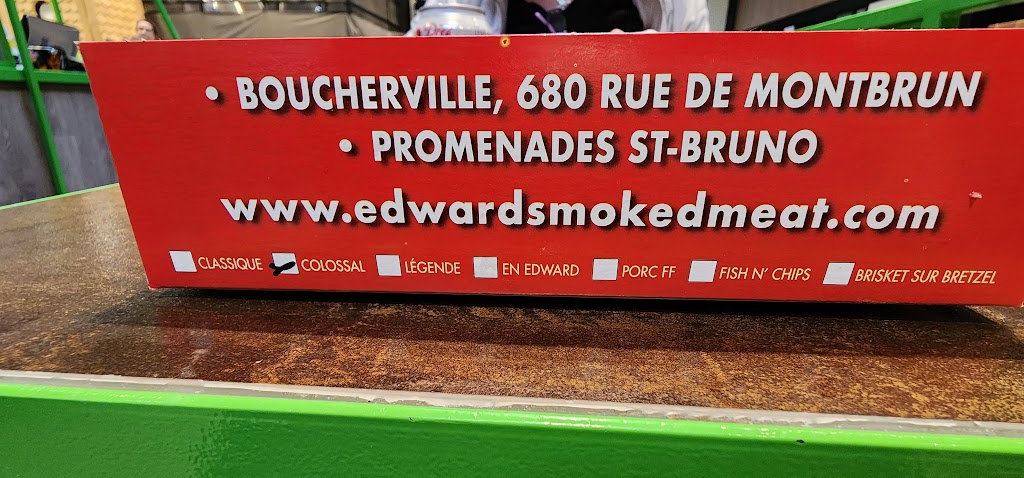 • BOUCHERVILLE, 680 RUE DE MONTBRUN
• PROMENADES ST-BRUNO
www.edwardsmokedmeat.com
CLASSIQUE COLOSSAL LÉGENDE EN EDWARD PORC FF FISH N' CHIPS BRISKET SUR BRETZEL